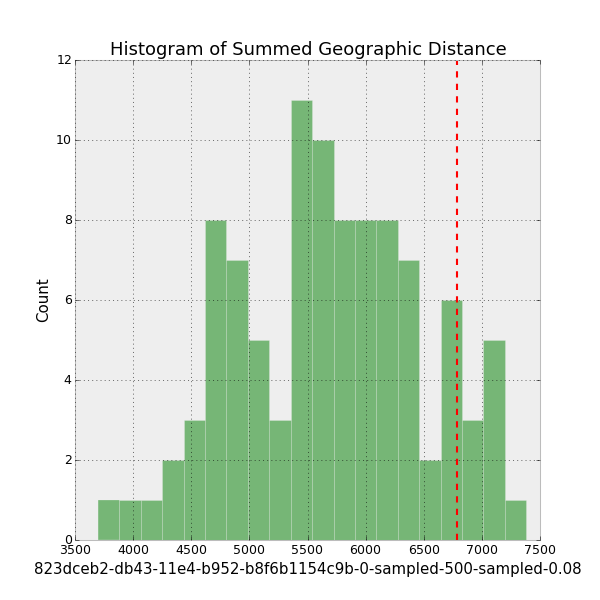 Histogram of Summed Geographic Distance
12
10
8
6
4
2
0
Count
3500 4000 4500 5000 5500 6000 6500 7000 7500
823dceb2-db43-11e4-b952-b8f6b1154c9b-0-sampled-500-sampled-0.08